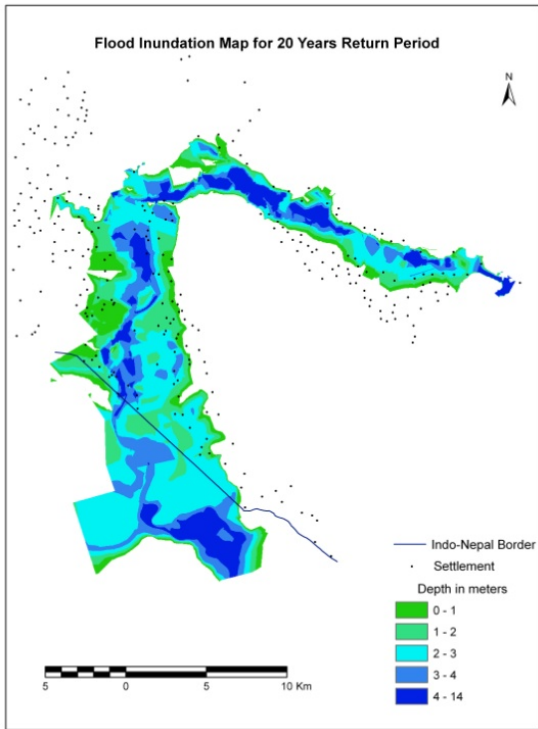 Flood Inundation Map for 20 Years Return Period
N
Indo-Nepal Border
Settlement
Depth in meters
0 - 1
1 - 2
2 - 3
3 - 4
4 - 14
5 0 5 10 Km